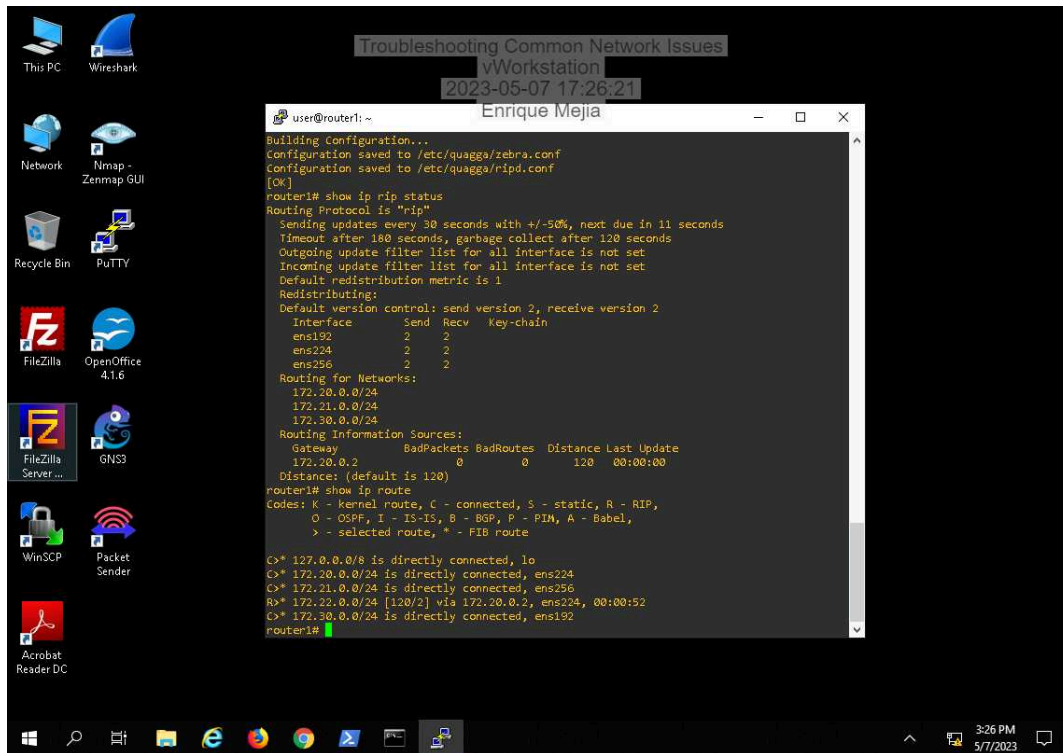 This PC
Wireshark
Network
Nmap -
Zenmap GUI
Recycle Bin
PuTTY
FileZilla
OpenOffice
4.1.6
FileZilla
Server ...
GNS3
WinSCP
Packet
Sender
Acrobat
Reader DC
Troubleshooting Common Network Issues
vWorkstation
2023-05-07 17:26:21
Enrique Mejia
user@router1: ~
Building Configuration...
Configuration saved to /etc/quagga/zebra.conf
Configuration saved to /etc/quagga/ripd.conf
[OK]
router1# show ip rip status
Routing Protocol is "rip"
  Sending updates every 30 seconds with +/-50%, next due in 11 seconds
  Timeout after 180 seconds, garbage collect after 120 seconds
  Outgoing update filter list for all interface is not set
  Incoming update filter list for all interface is not set
  Default redistribution metric is 1
  Redistributing:
  Default version control: send version 2, receive version 2
    Interface        Send  Recv   Key-chain
    ens192           2     2
    ens224           2     2
    ens256           2     2
  Routing for Networks:
    172.20.0.0/24
    172.21.0.0/24
    172.30.0.0/24
  Routing Information Sources:
    Gateway          BadPackets BadRoutes  Distance Last Update
    172.20.0.2               0         0       120   00:00:00
  Distance: (default is 120)
router1# show ip route
Codes: K - kernel route, C - connected, S - static, R - RIP,
       O - OSPF, I - IS-IS, B - BGP, P - PIM, A - Babel,
       > - selected route, * - FIB route
C>* 127.0.0.0/8 is directly connected, lo
C>* 172.20.0.0/24 is directly connected, ens224
C>* 172.21.0.0/24 is directly connected, ens256
R>* 172.22.0.0/24 [120/2] via 172.20.0.2, ens224, 00:00:52
C>* 172.30.0.0/24 is directly connected, ens192
router1#
3:26 PM
5/7/2023